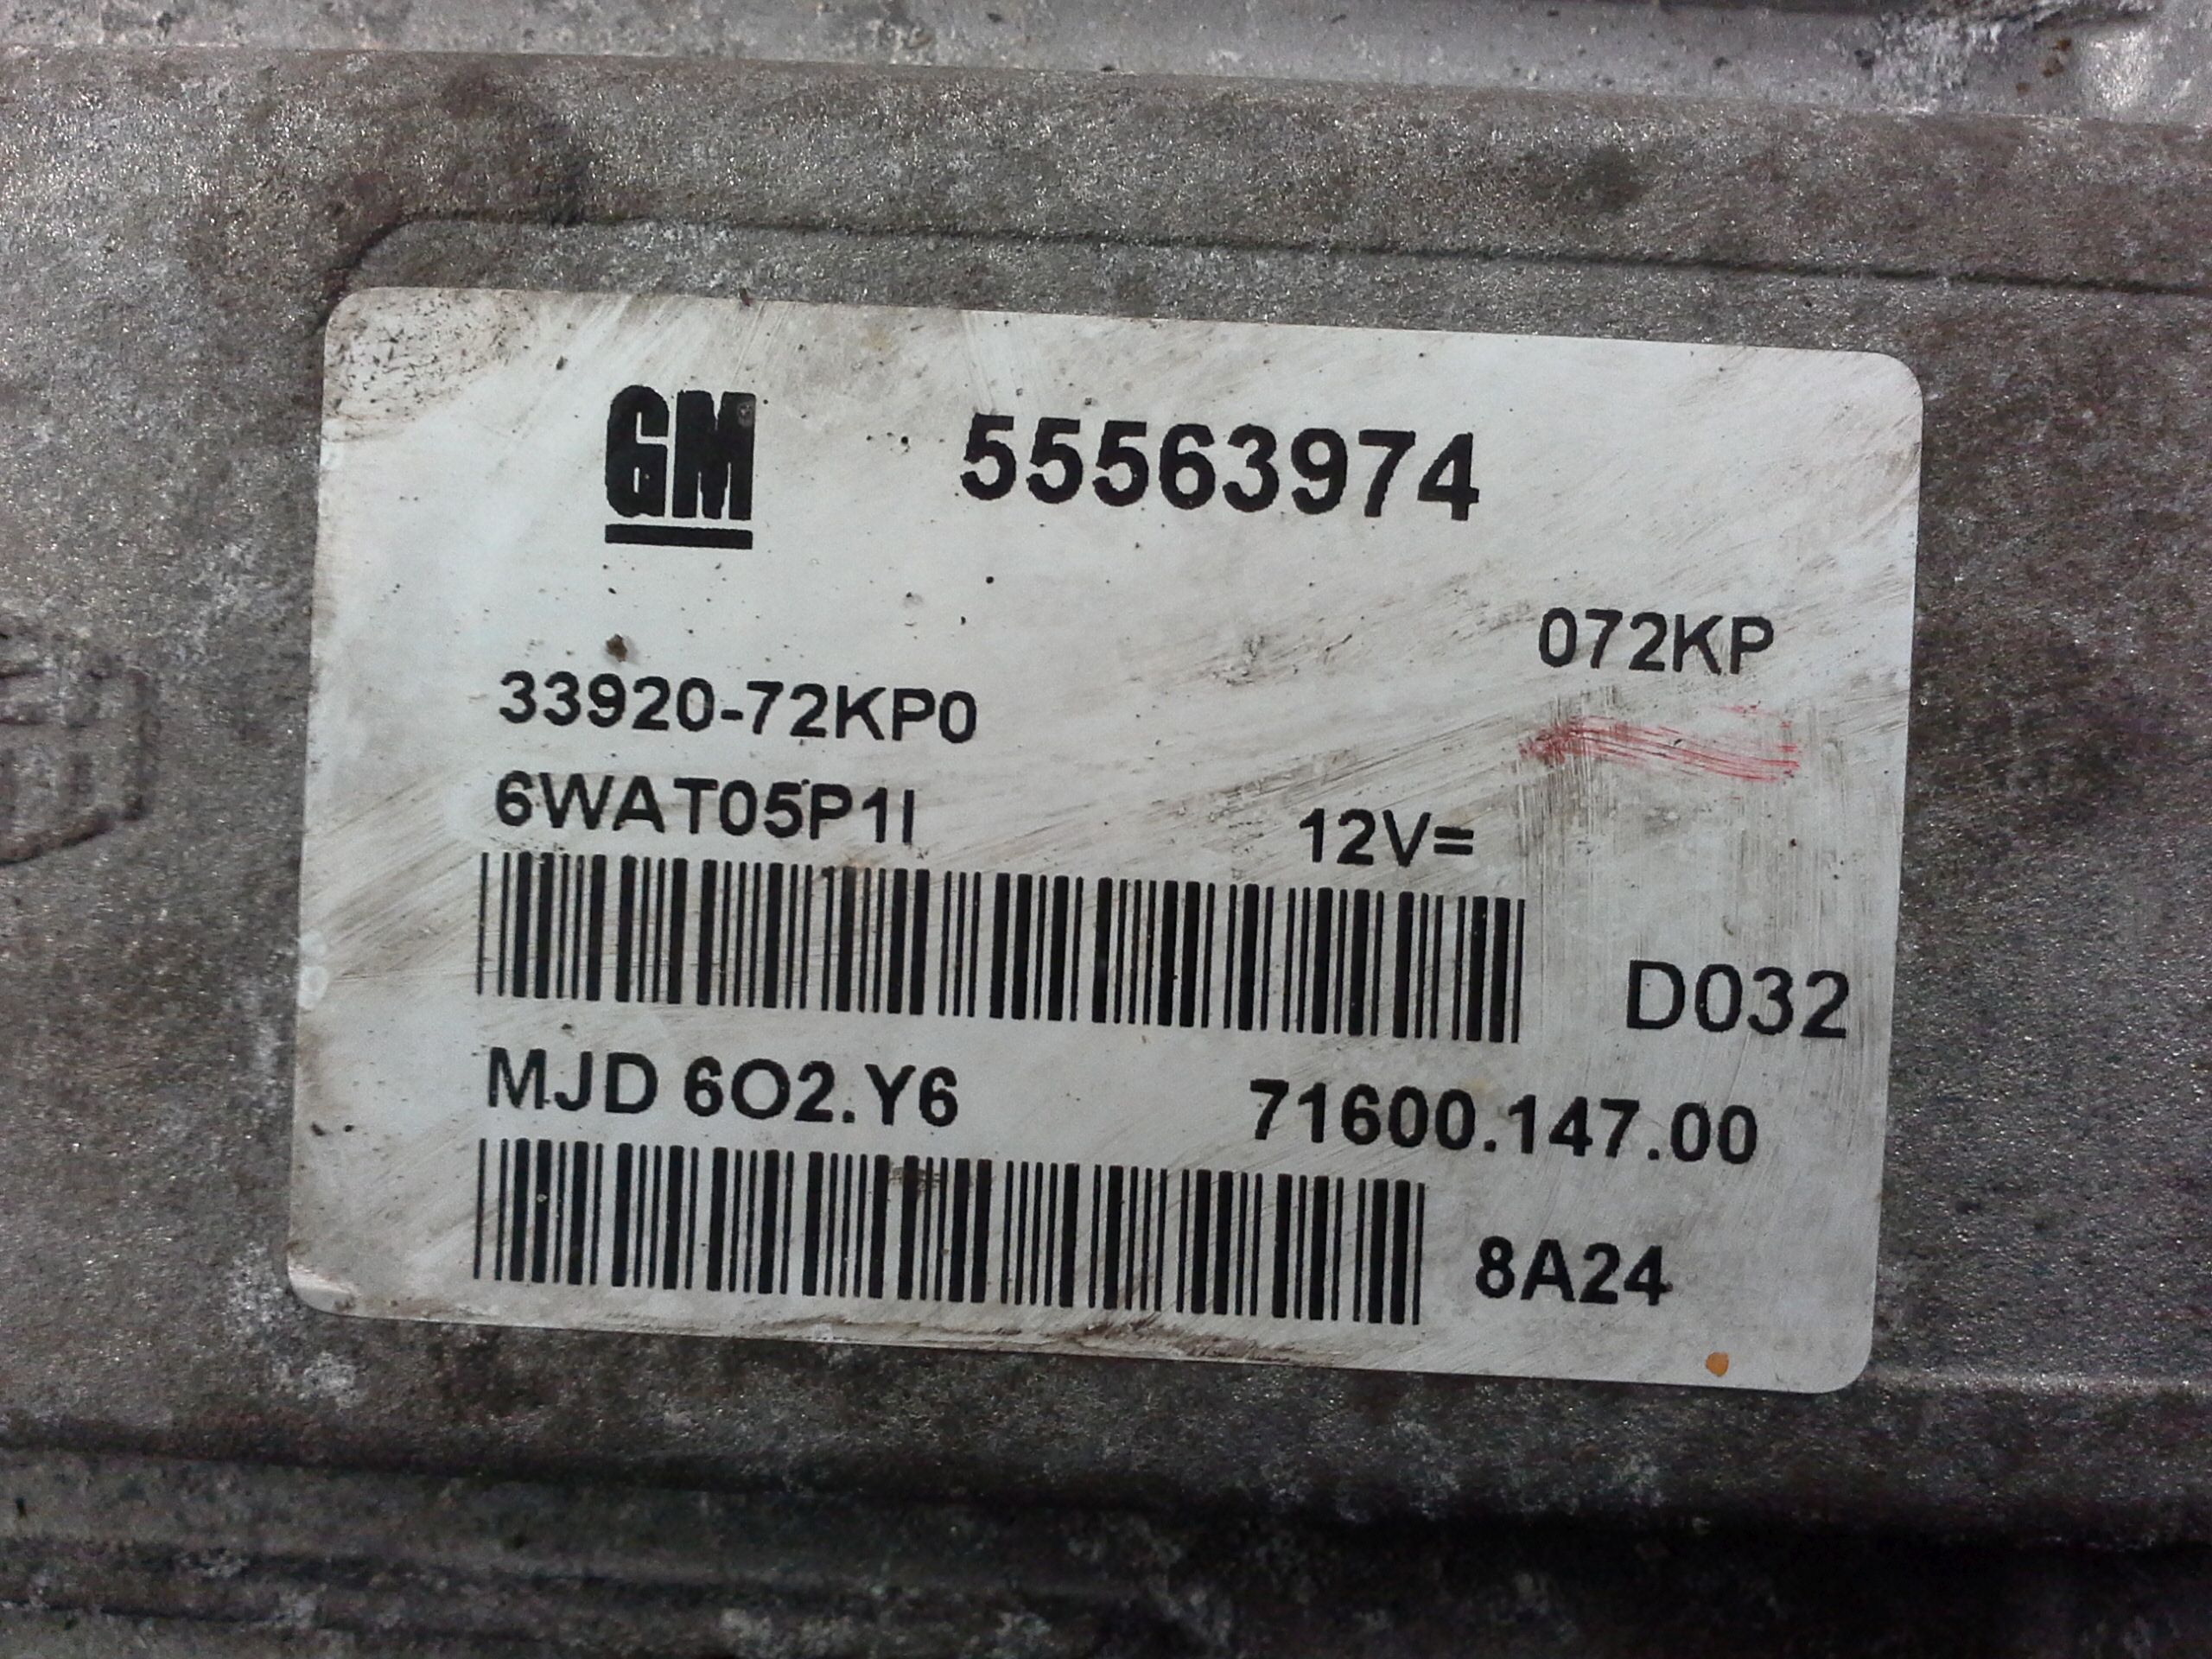 GM 55563974
072KP
33920-72KP0
6WAT05P1I 12V=
D032
MJD 6O2.Y6 71600.147.00
8A24